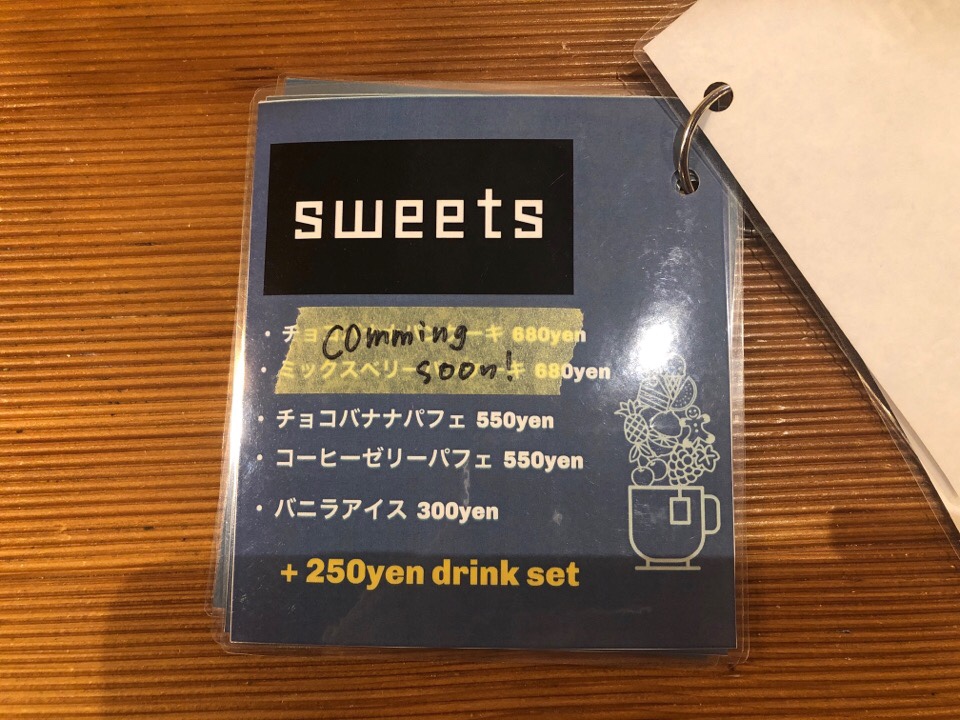 sweets
・チョコ 680yen
comming
soon!
・ミックスベリー ーキ 680yen
・チョコバナナパフェ 550yen
・コーヒーゼリーパフェ 550yen
・バニラアイス 300yen
+ 250yen drink set